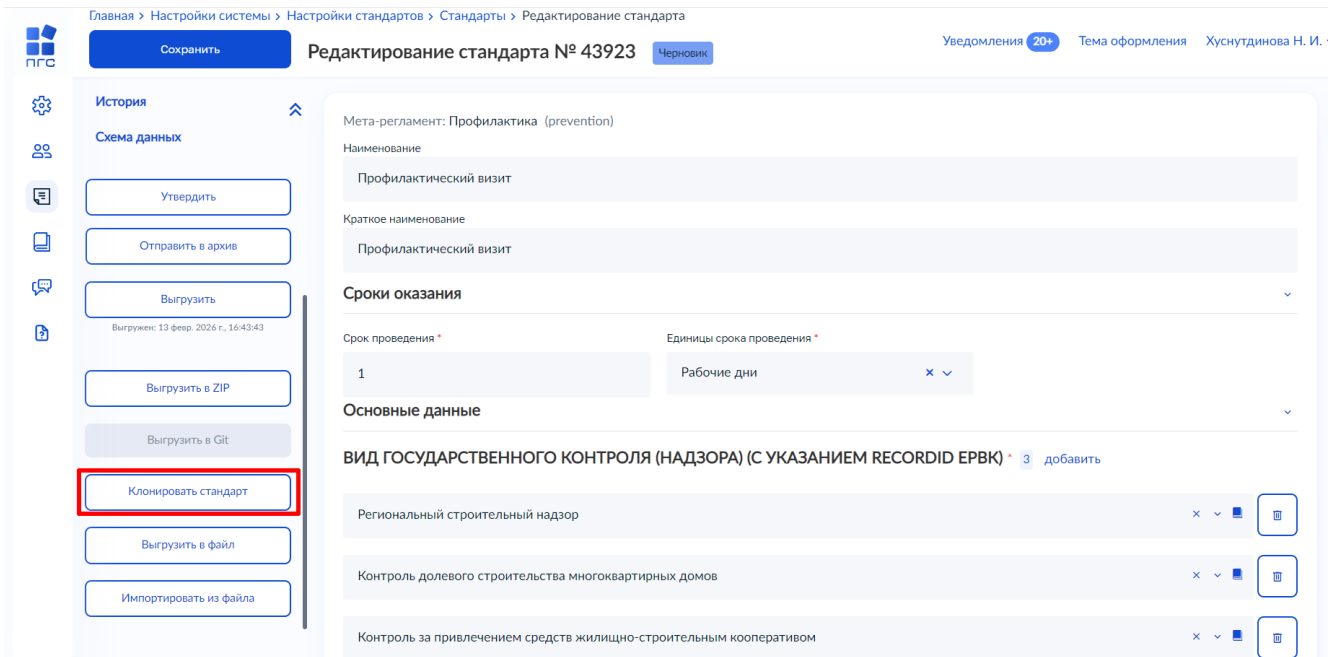 Главная > Настройки системы > Настройки стандартов > Стандарты > Редактирование стандарта
пгс
Сохранить
Редактирование стандарта № 43923
Черновик
Уведомления 20+ Тема оформления Хуснутдинова Н. И.
История
Схема данных
Утвердить
Отправить в архив
Выгрузить
Выгружен: 13 февр. 2026 г., 16:43:43
Выгрузить в ZIP
Выгрузить в Git
Клонировать стандарт
Выгрузить в файл
Импортировать из файла
Мета-регламент: Профилактика (prevention)
Наименование
Профилактический визит
Краткое наименование
Профилактический визит
Сроки оказания
Срок проведения * Единицы срока проведения *
1 Рабочие дни
Основные данные
ВИД ГОСУДАРСТВЕННОГО КОНТРОЛЯ (НАДЗОРА) (С УКАЗАНИЕМ RECORDID ЕРВК) * 3 добавить
Региональный строительный надзор
Контроль долевого строительства многоквартирных домов
Контроль за привлечением средств жилищно-строительным кооперативом